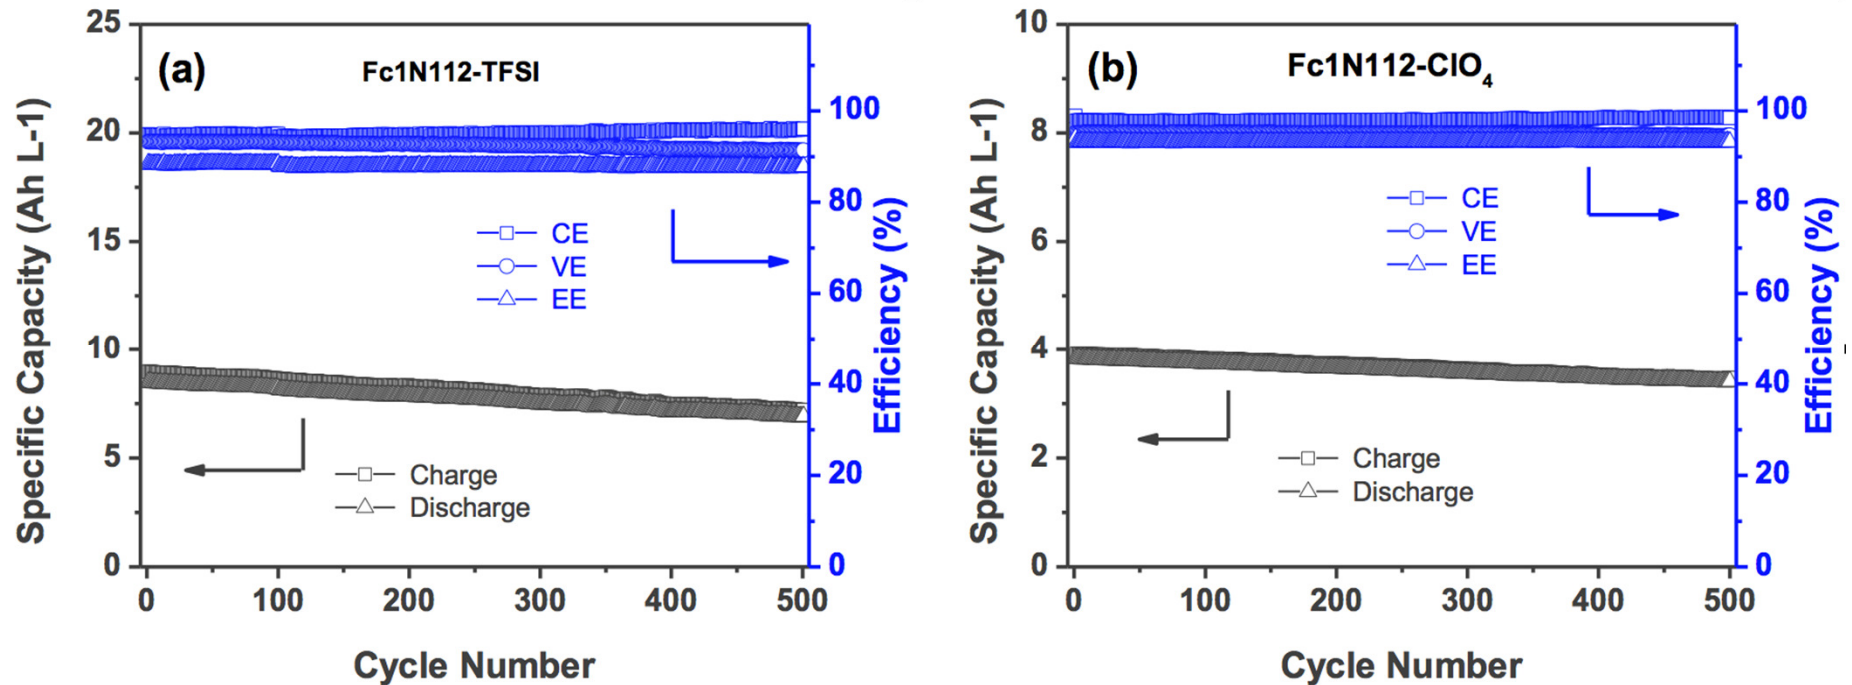 (a)
Fc1N112-TFSI
Specific Capacity (Ah L-1)
25
20
15
10
5
0
CE
VE
EE
Charge
Discharge
100
80
60
40
20
0
Efficiency (%)
0 100 200 300 400 500
Cycle Number
(b)
Fc1N112-ClO4
Specific Capacity (Ah L-1)
10
8
6
4
2
0
CE
VE
EE
Charge
Discharge
100
80
60
40
20
0
Efficiency (%)
0 100 200 300 400 500
Cycle Number